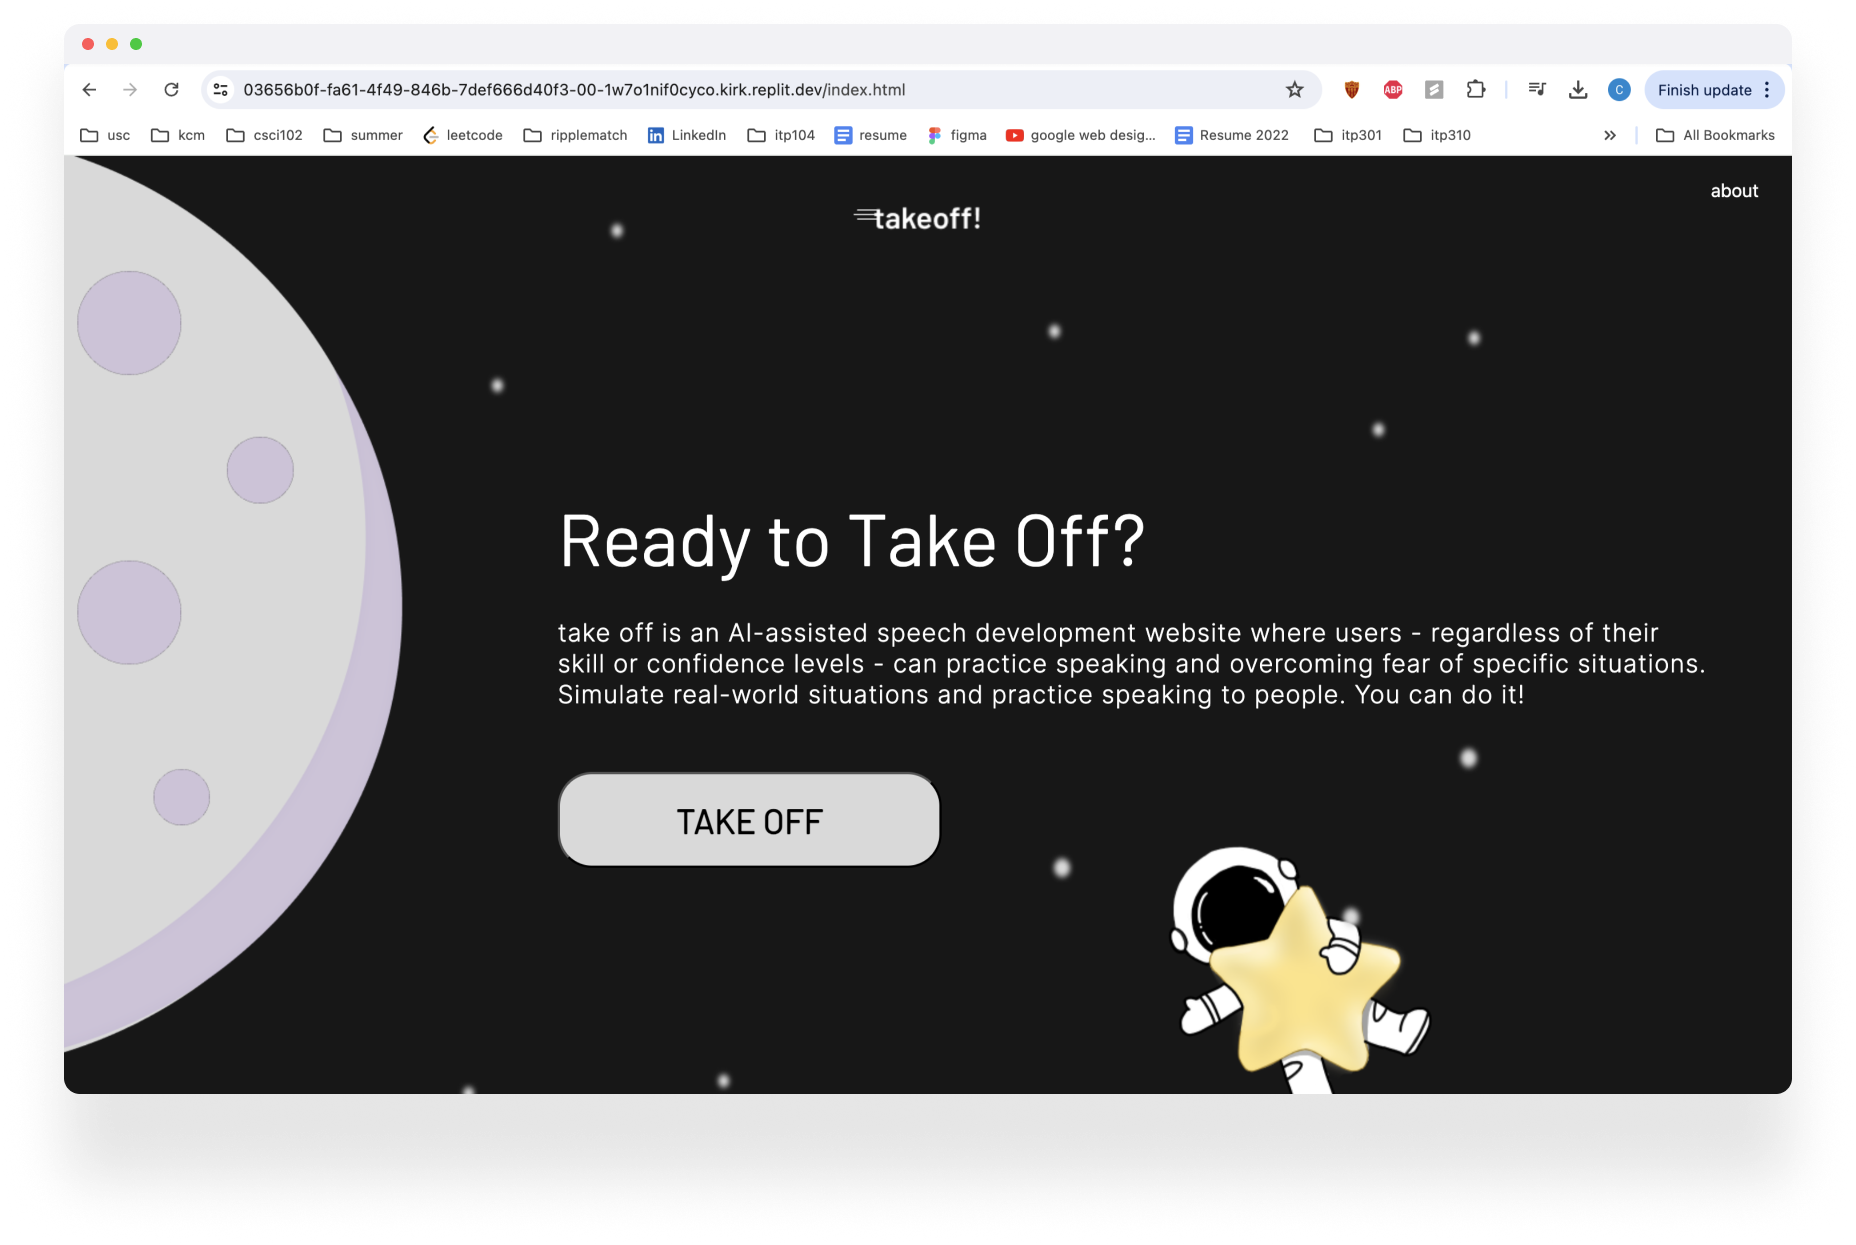 03656b0f-fa61-4f49-846b-7def666d40f3-00-1w7o1nif0cyco.kirk.replit.dev/index.html
ABP
C
Finish update
usc
kcm
csci102
summer
leetcode
ripplematch
in
LinkedIn
itp104
resume
figma
google web desig...
Resume 2022
itp301
itp310
All Bookmarks
about
takeoff!
Ready to Take Off?
take off is an AI-assisted speech development website where users - regardless of their
skill or confidence levels - can practice speaking and overcoming fear of specific situations.
Simulate real-world situations and practice speaking to people. You can do it!
TAKE OFF